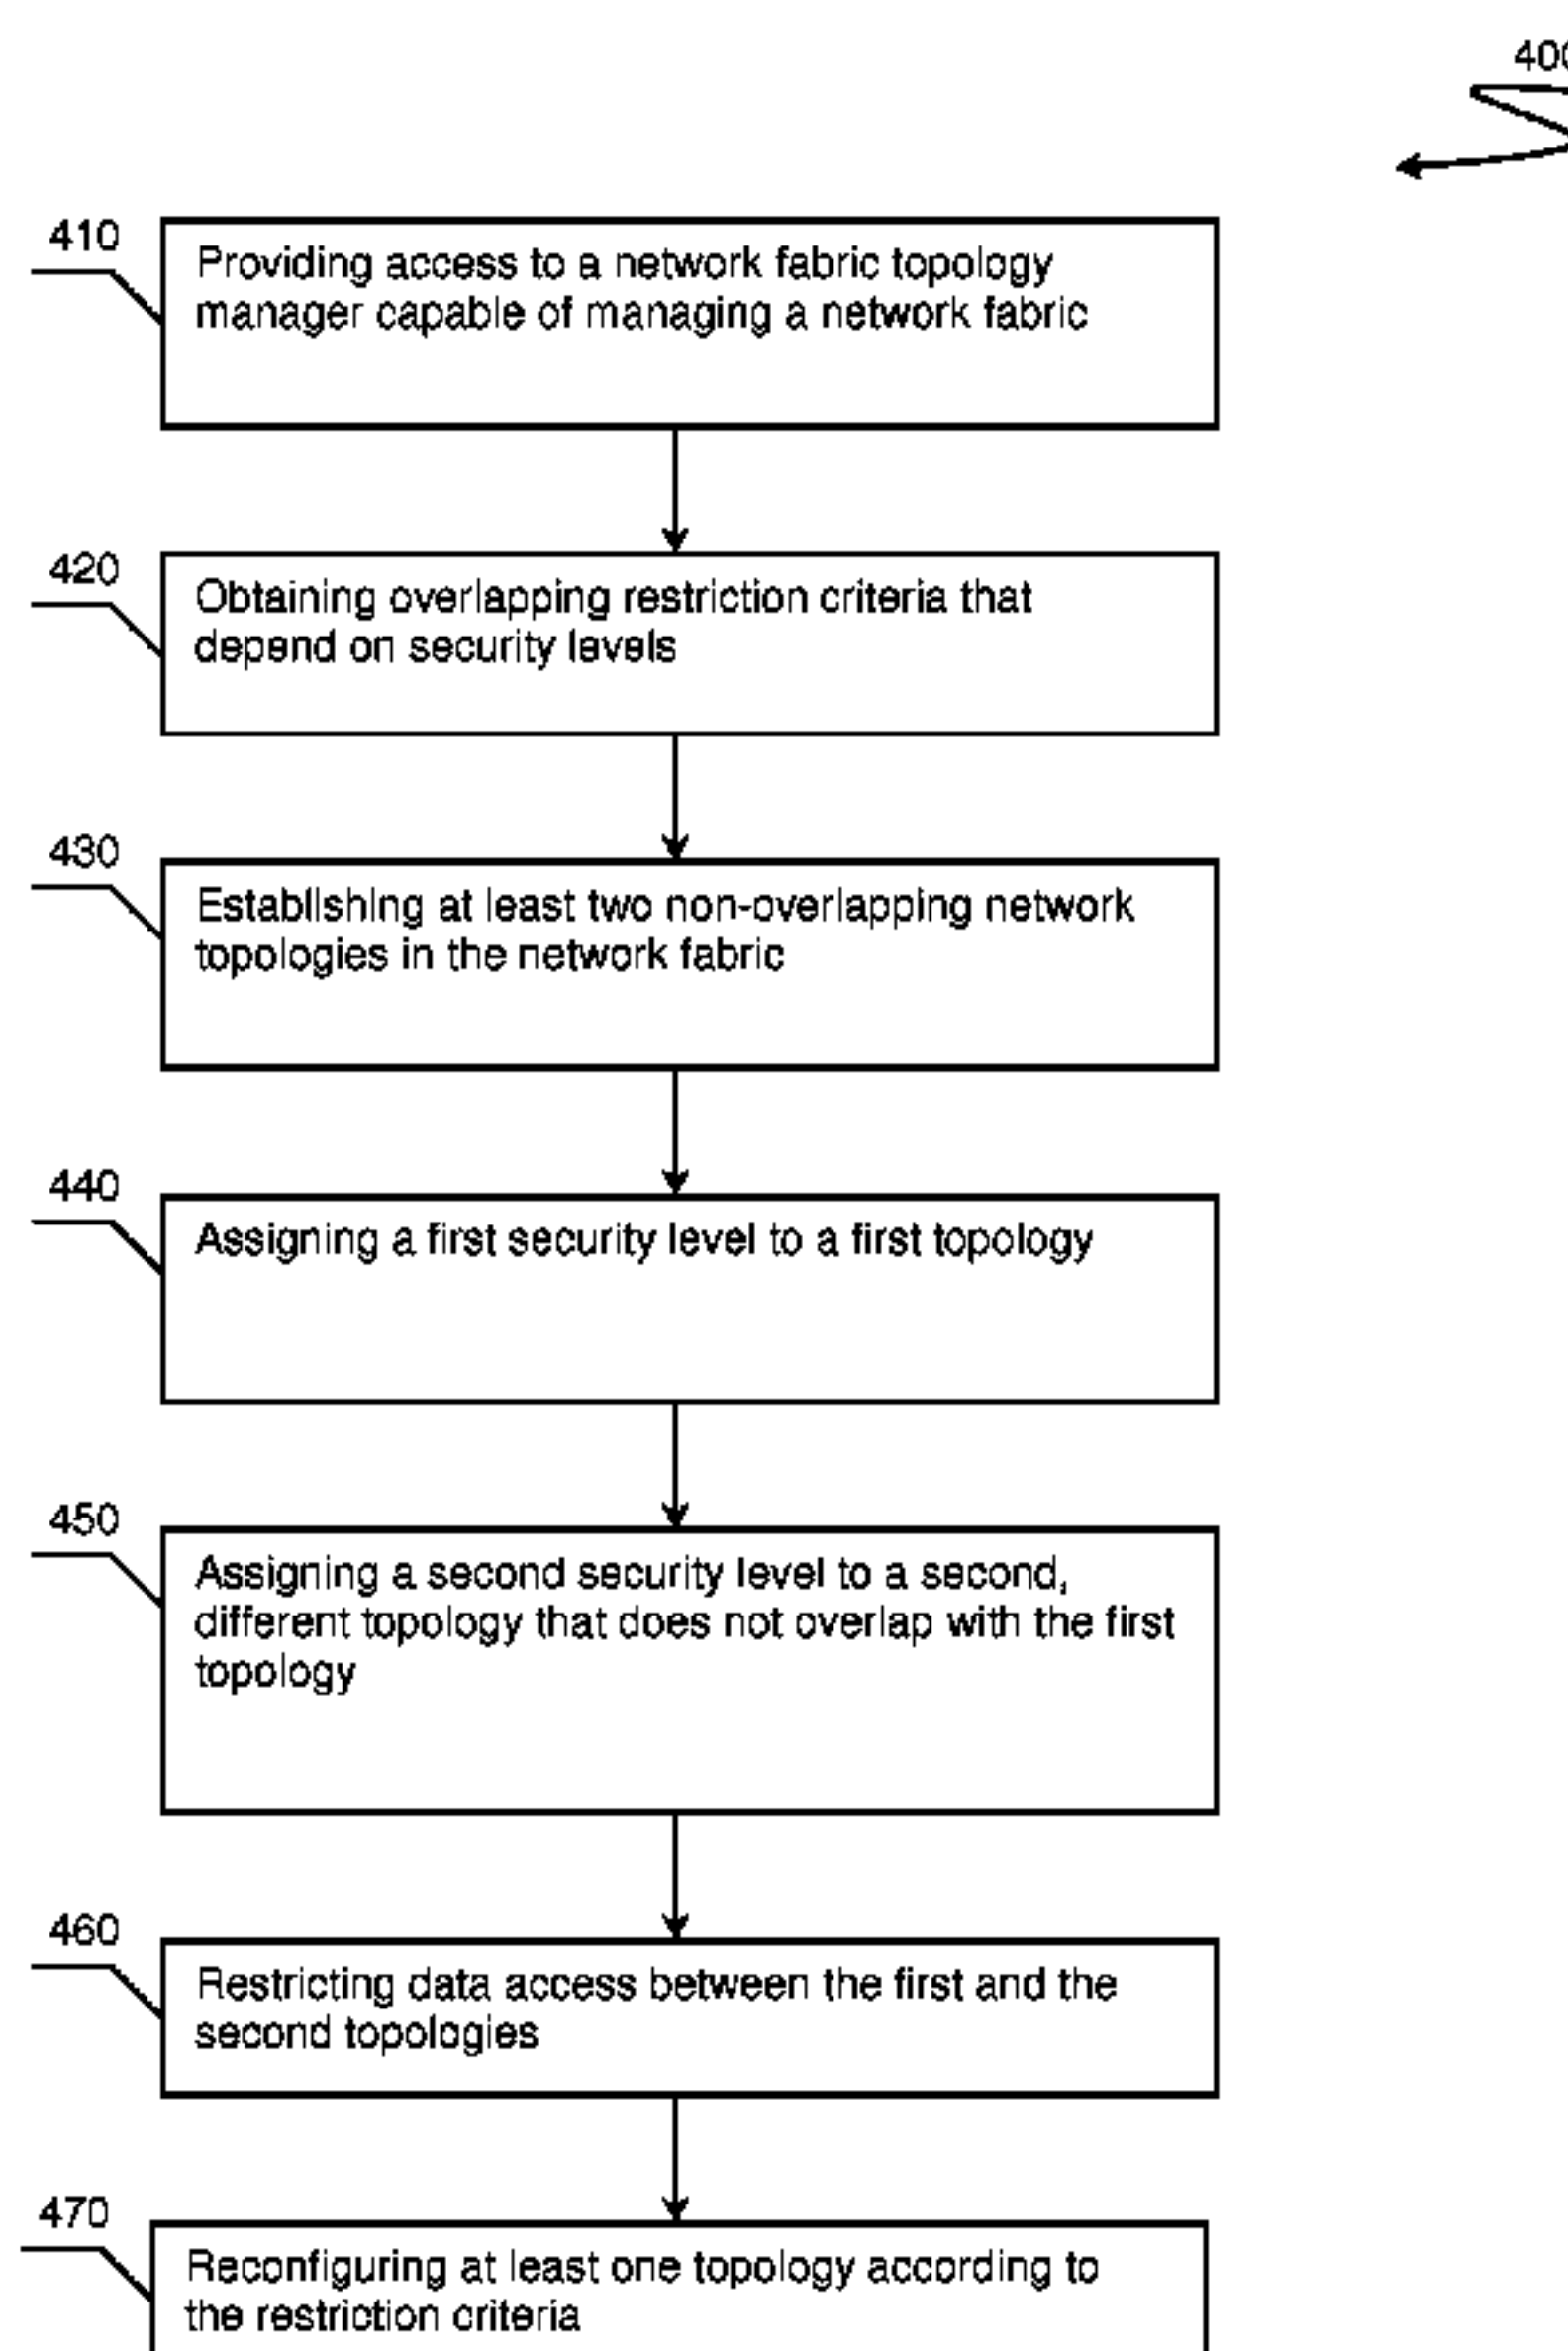 400
410
Providing access to a network fabric topology
manager capable of managing a network fabric
420
Obtaining overlapping restriction criteria that
depend on security levels
430
Establishing at least two non-overlapping network
topologies in the network fabric
440
Assigning a first security level to a first topology
450
Assigning a second security level to a second,
different topology that does not overlap with the first
topology
460
Restricting data access between the first and the
second topologies
470
Reconfiguring at least one topology according to
the restriction criteria